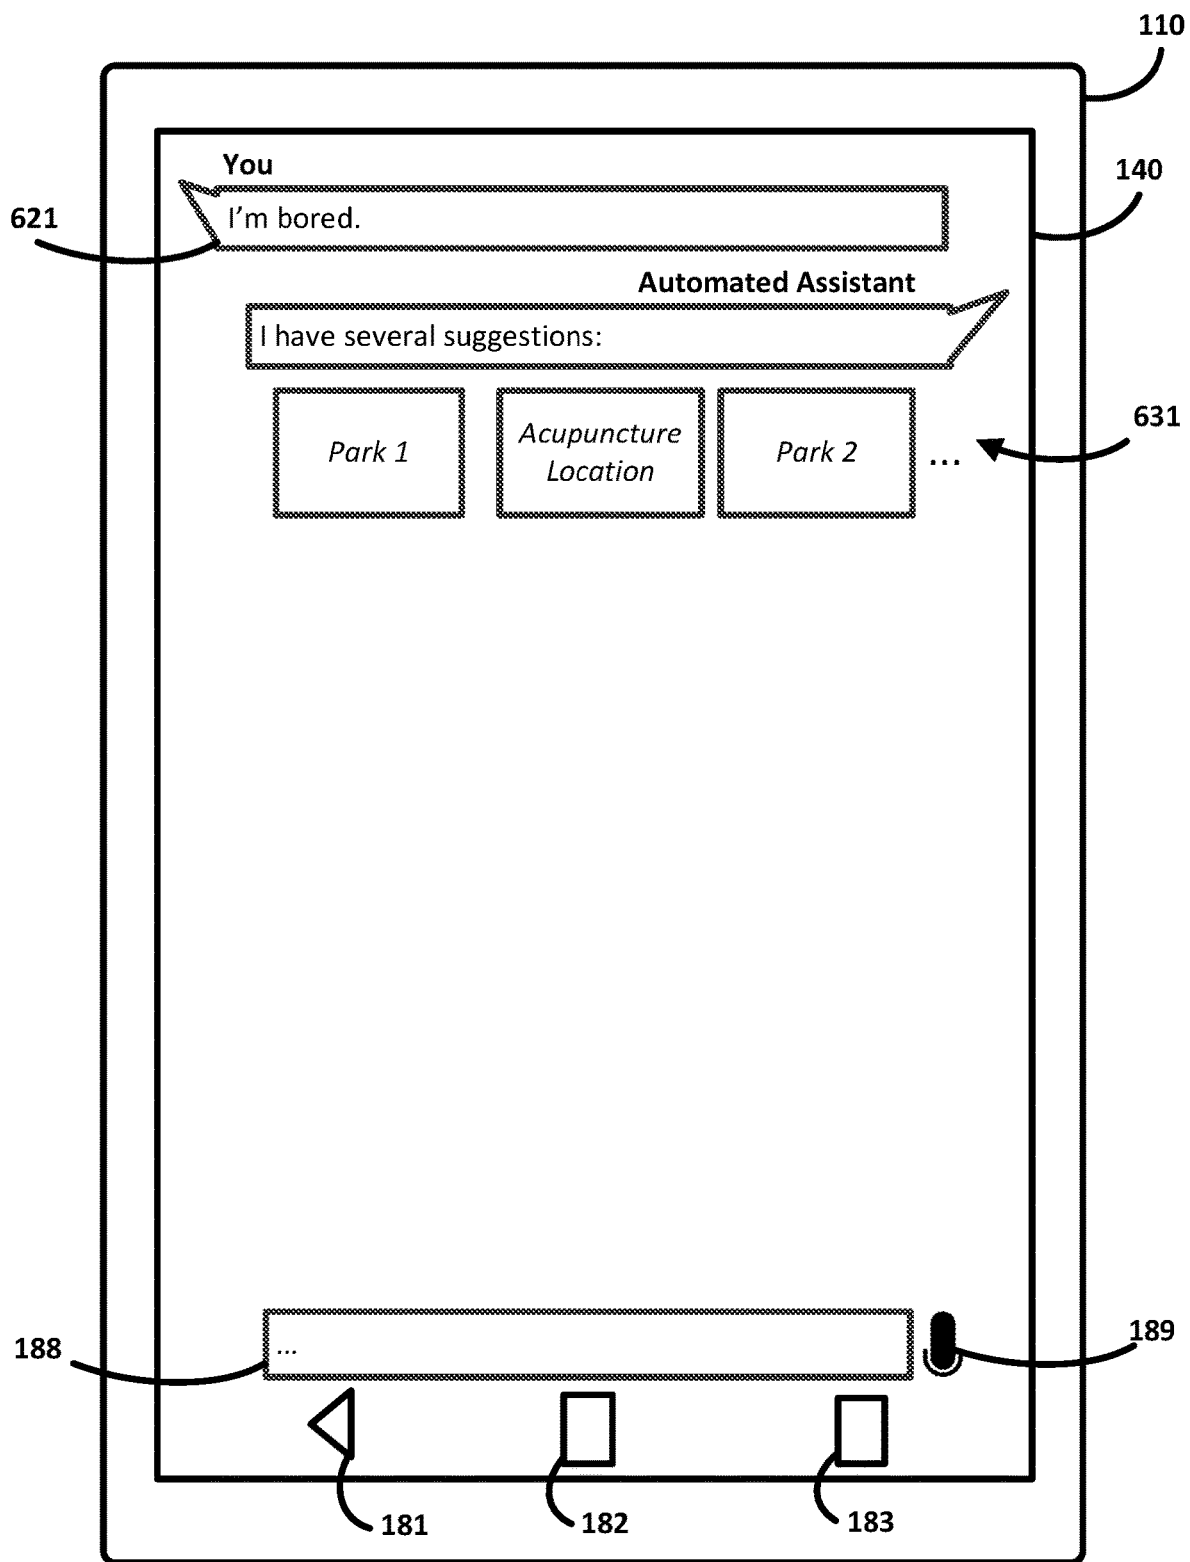 110
You
140
I'm bored.
621
Automated Assistant
I have several suggestions:
Park 1
Acupuncture
Location
Park 2
...
631
188
...
189
181
182
183